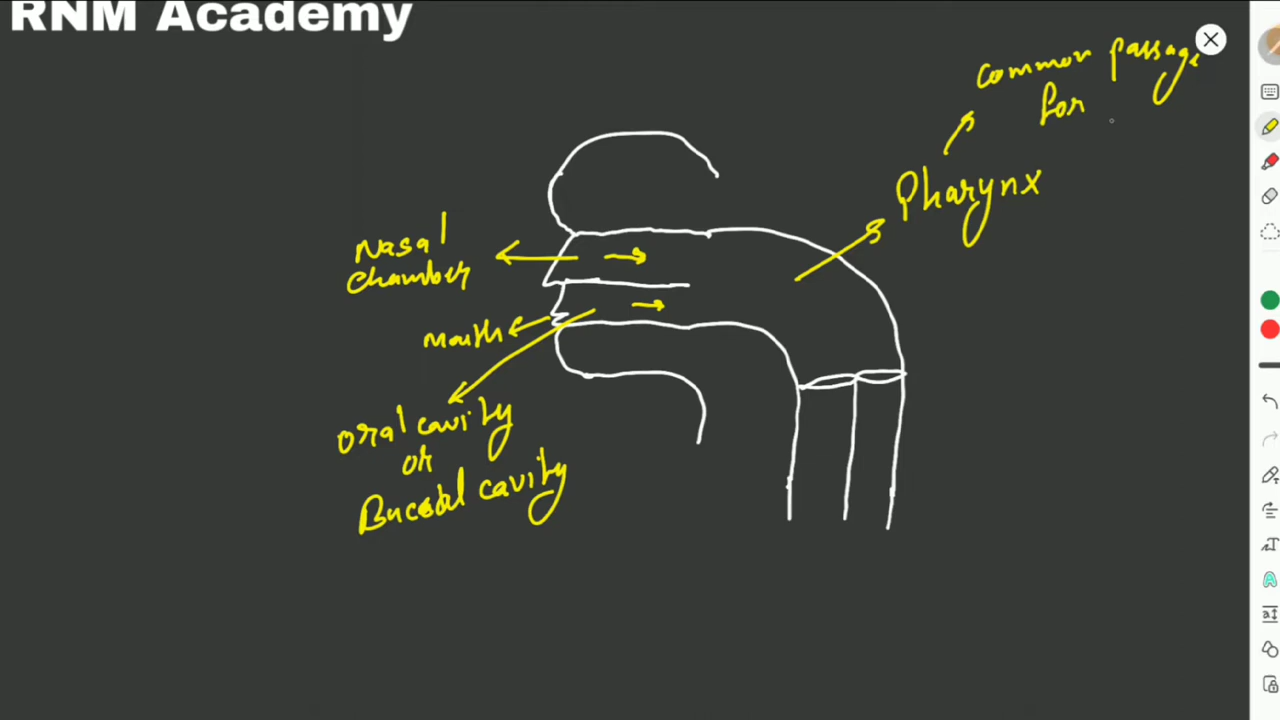 RNM Academy
common passage
for
Pharynx
Nasal
chamber
Mouth
oral cavity
or
Buccal cavity